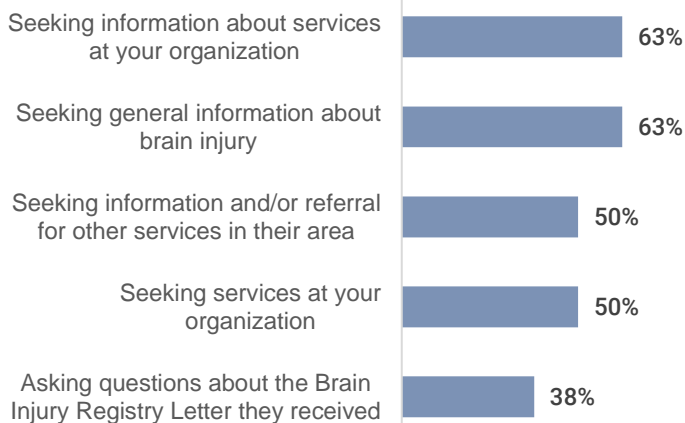 Seeking information about services
at your organization
63%
Seeking general information about
brain injury
63%
Seeking information and/or referral
for other services in their area
50%
Seeking services at your
organization
50%
Asking questions about the Brain
Injury Registry Letter they received
38%